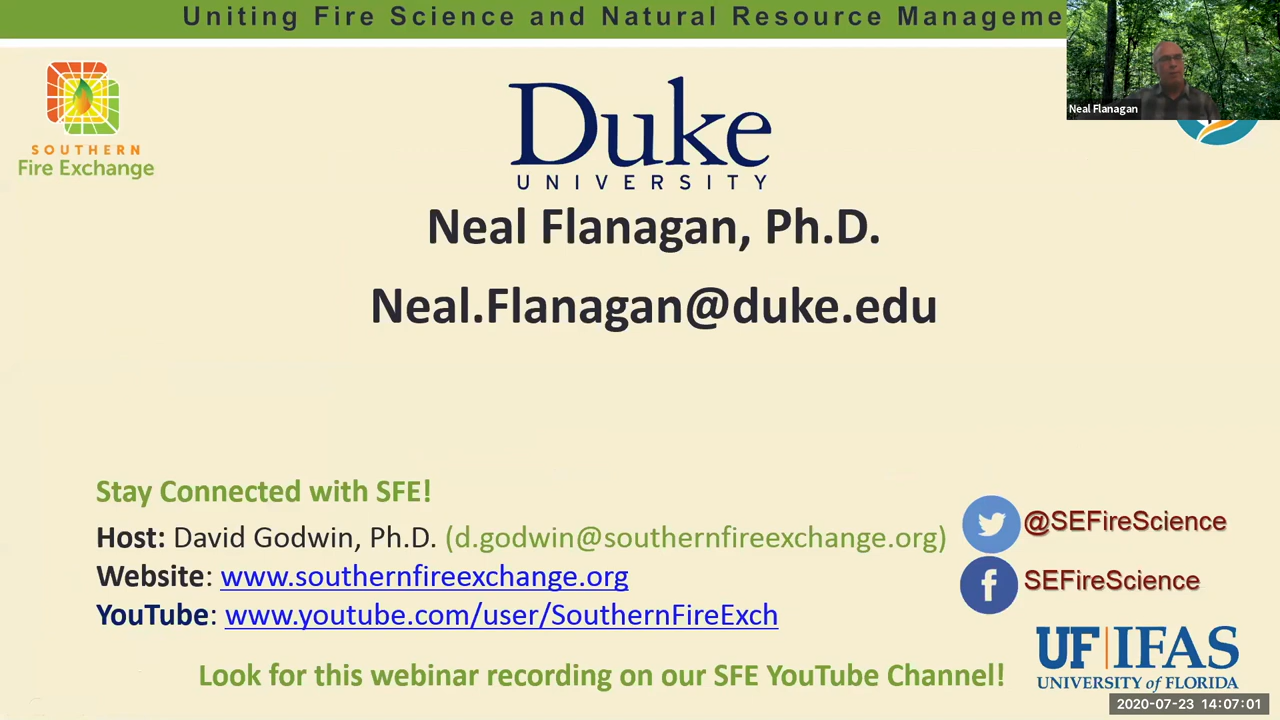 Uniting Fire Science and Natural Resource Manageme
Neal Flanagan
SOUTHERN
Fire Exchange
Duke
UNIVERSITY
Neal Flanagan, Ph.D.
Neal.Flanagan@duke.edu
Stay Connected with SFE!
Host: David Godwin, Ph.D. (d.godwin@southernfireexchange.org)
Website: www.southernfireexchange.org
YouTube: www.youtube.com/user/SouthernFireExch
@SEFireScience
SEFireScience
Look for this webinar recording on our SFE YouTube Channel!
UF|IFAS
UNIVERSITY of FLORIDA
2020-07-23 14:07:01